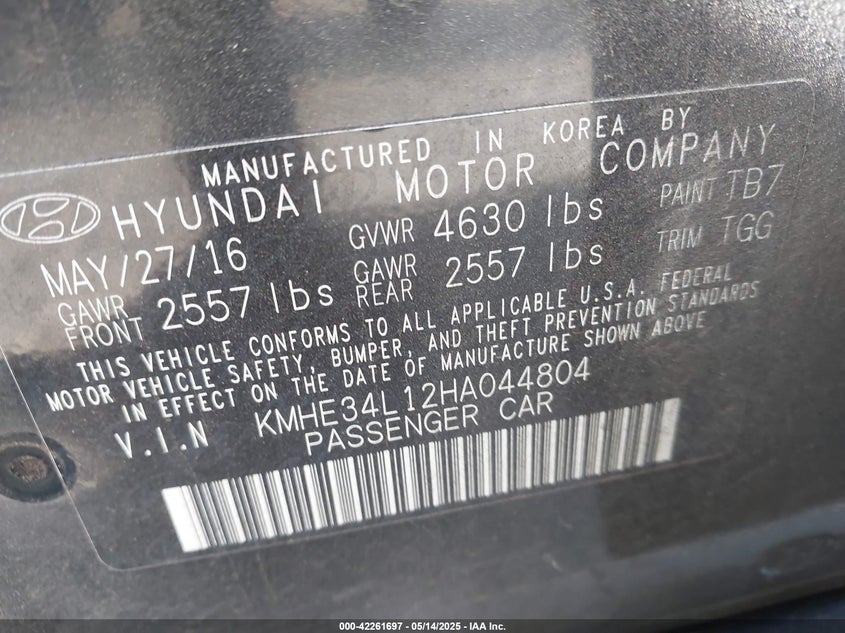 MANUFACTURED IN KOREA BY
HYUNDAI MOTOR COMPANY
MAY/27/16 GVWR 4630 lbs PAINT TB7
GAWR FRONT 2557 lbs GAWR REAR 2557 lbs TRIM TGG
THIS VEHICLE CONFORMS TO ALL APPLICABLE U.S.A. FEDERAL
MOTOR VEHICLE SAFETY, BUMPER, AND THEFT PREVENTION STANDARDS
IN EFFECT ON THE DATE OF MANUFACTURE SHOWN ABOVE
V.I.N KMHE34L12HA044804
PASSENGER CAR
000-42261697 - 05/14/2025 - IAA Inc.